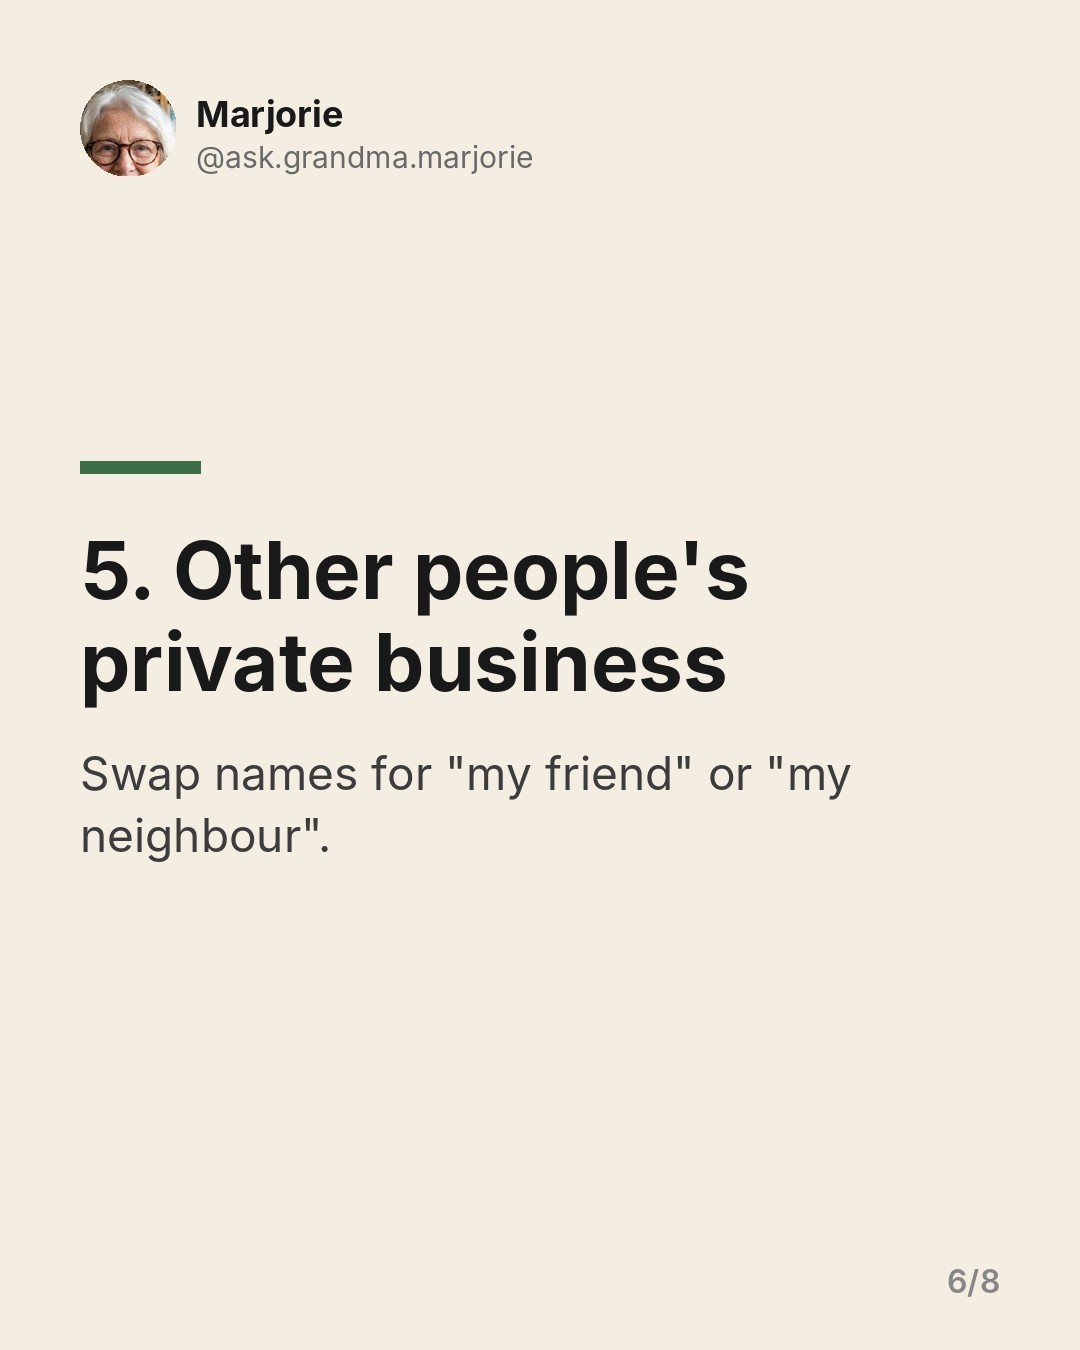 Marjorie
@ask.grandma.marjorie
5. Other people's
private business
Swap names for "my friend" or "my
neighbour".
6/8